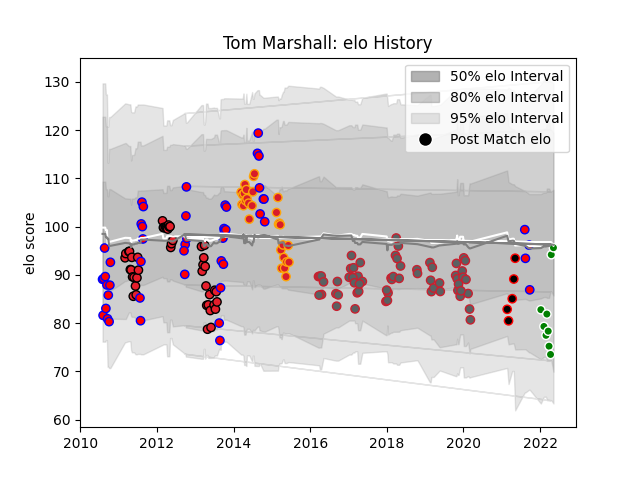 Tom Marshall: elo History
50% elo Interval
80% elo Interval
95% elo Interval
Post Match elo
elo score
130
120
110
100
90
80
70
60
2010
2012
2014
2016
2018
2020
2022